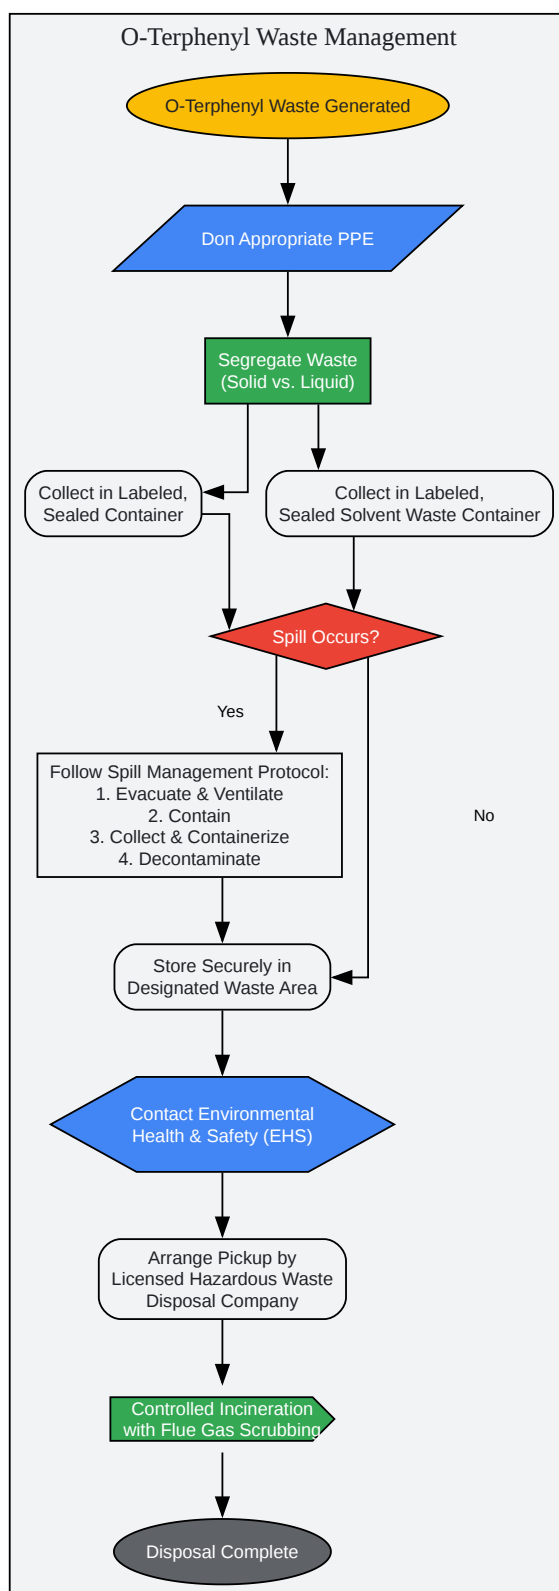 O-Terphenyl Waste Management
O-Terphenyl Waste Generated
Don Appropriate PPE
Segregate Waste
(Solid vs. Liquid)
Collect in Labeled,
Sealed Container
Collect in Labeled,
Sealed Solvent Waste Container
Spill Occurs?
Yes
Follow Spill Management Protocol:
1. Evacuate & Ventilate
2. Contain
3. Collect & Containerize
4. Decontaminate
No
Store Securely in
Designated Waste Area
Contact Environmental
Health & Safety (EHS)
Arrange Pickup by
Licensed Hazardous Waste
Disposal Company
Controlled Incineration
with Flue Gas Scrubbing
Disposal Complete